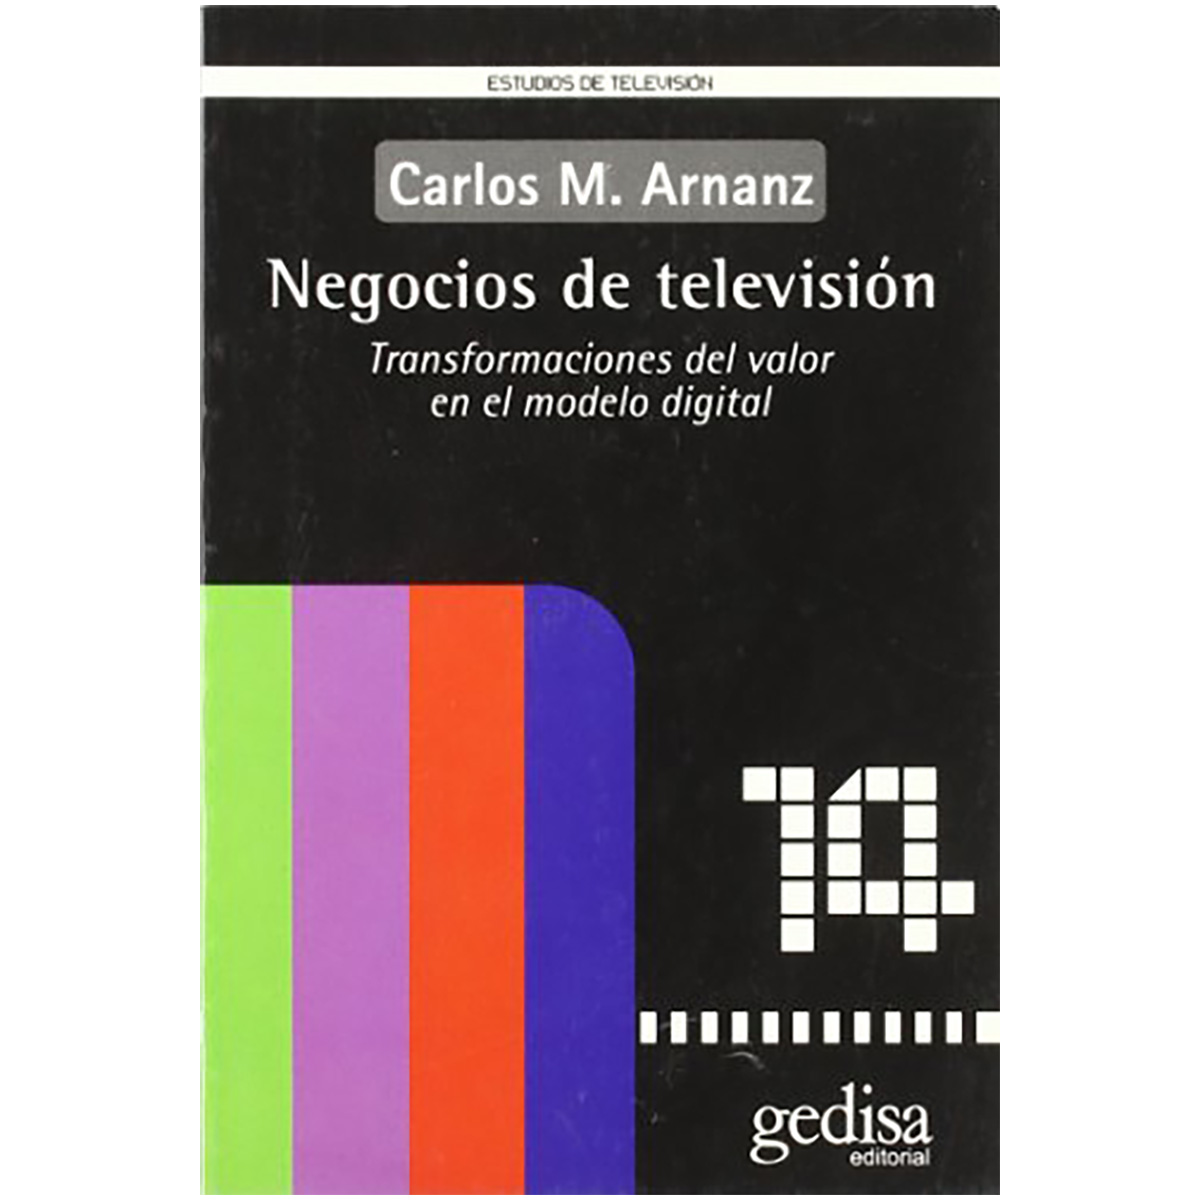 ESTUDIOS DE TELEVISIÓN
Carlos M. Arnanz
Negocios de televisión
Transformaciones del valor
en el modelo digital
14
gedisa
editorial